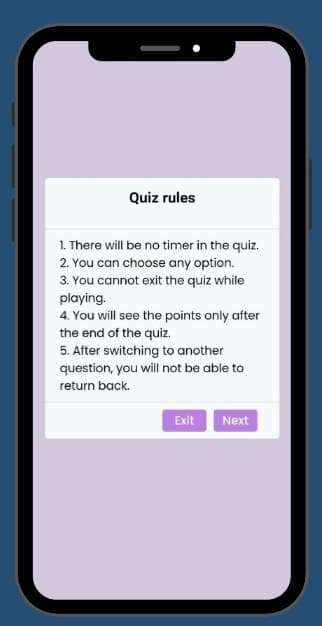 Quiz rules
1. There will be no timer in the quiz.
2. You can choose any option.
3. You cannot exit the quiz while
playing.
4. You will see the points only after
the end of the quiz.
5. After switching to another
question, you will not be able to
return back.
Exit Next